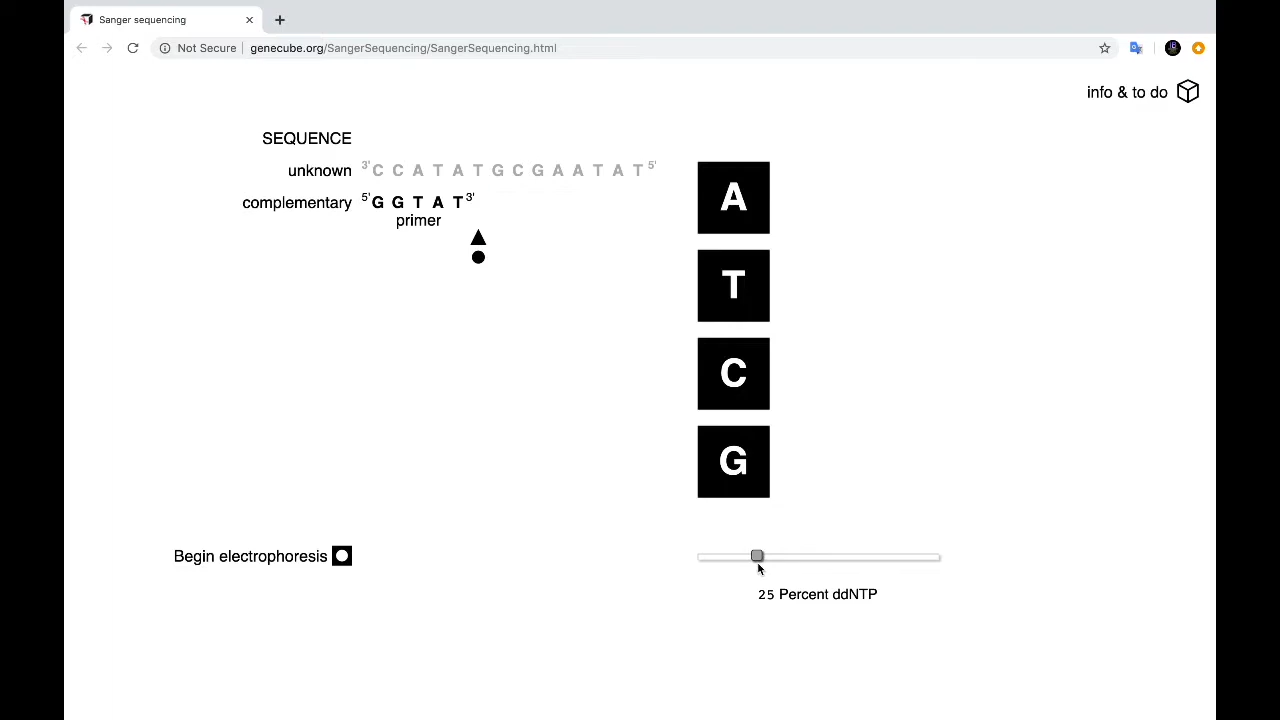 Sanger sequencing
Not Secure genecube.org/SangerSequencing/SangerSequencing.html
info & to do
SEQUENCE
unknown 3' C C A T A T G C G A A T A T 5'
complementary 5' G G T A T 3'
primer
A
T
C
G
Begin electrophoresis
25 Percent ddNTP